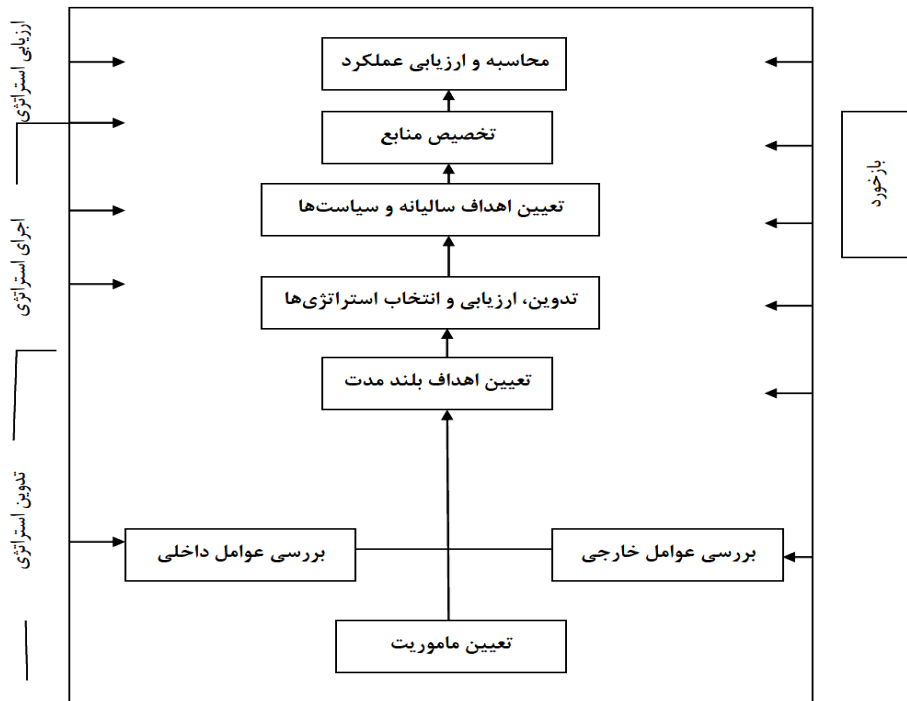 محاسبه و ارزیابی عملکرد
تخصیص منابع
تعیین اهداف سالیانه و سیاست‌ها
تدوین، ارزیابی و انتخاب استراتژی‌ها
تعیین اهداف بلند مدت
بررسی عوامل خارجی
بررسی عوامل داخلی
تعیین ماموریت
بازخورد
ارزیابی استراتژی
اجرای استراتژی
تدوین استراتژی